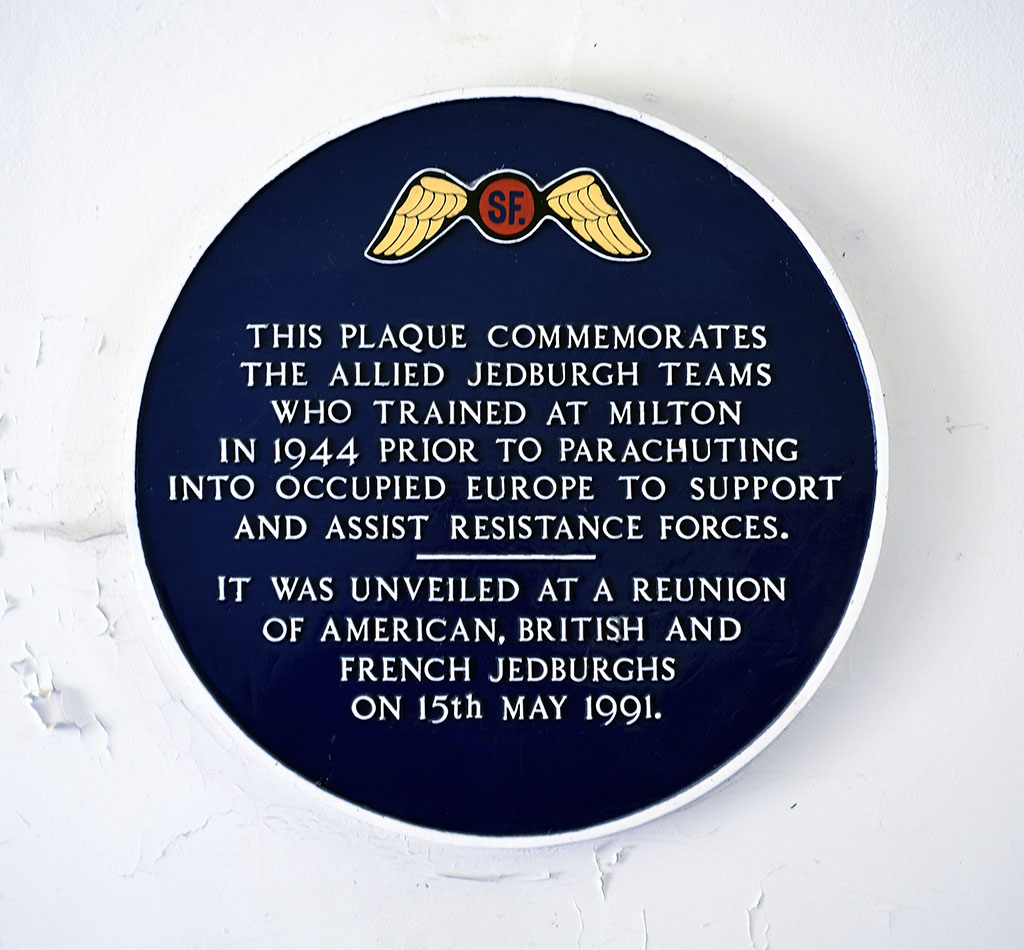 SF.
THIS PLAQUE COMMEMORATES
THE ALLIED JEDBURGH TEAMS
WHO TRAINED AT MILTON
IN 1944 PRIOR TO PARACHUTING
INTO OCCUPIED EUROPE TO SUPPORT
AND ASSIST RESISTANCE FORCES.
IT WAS UNVEILED AT A REUNION
OF AMERICAN, BRITISH AND
FRENCH JEDBURGHS
ON 15th MAY 1991.